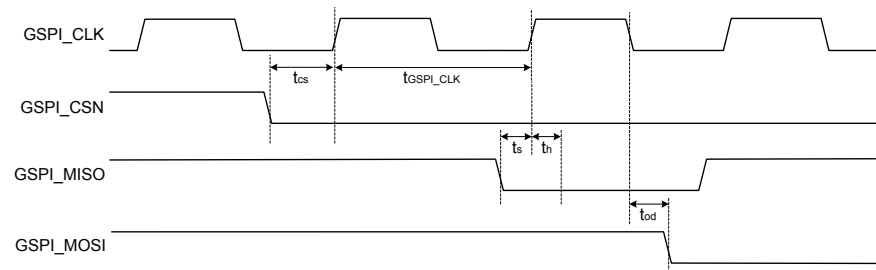 GSPI_CLK
tcs
tGSPI_CLK
GSPI_CSN
ts
th
GSPI_MISO
tod
GSPI_MOSI